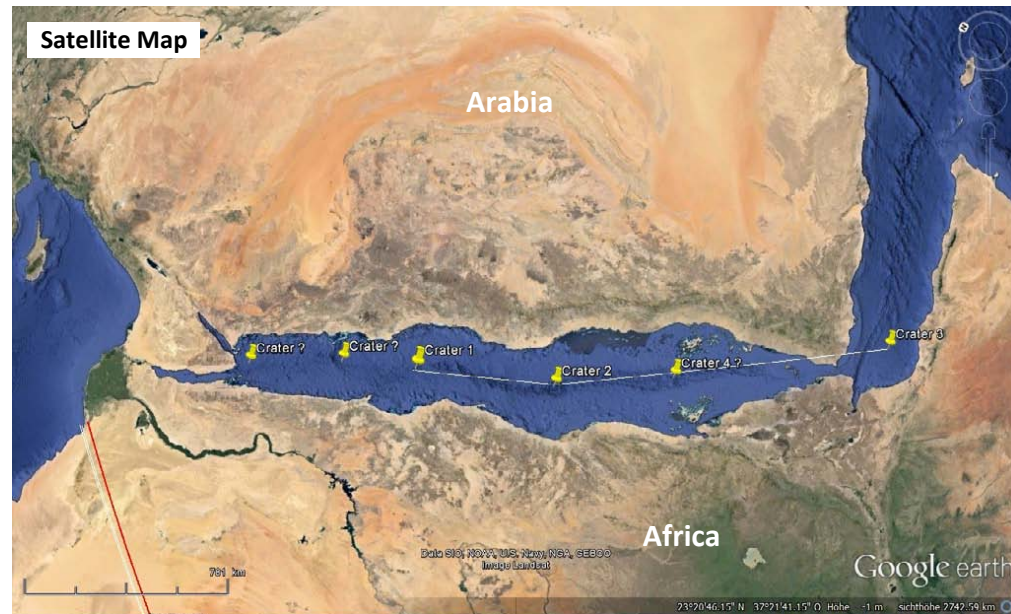 Satellite Map
N
Arabia
Crater ?
Crater ?
Crater 1
Crater 2
Crater 4 ?
Crater 3
Africa
Data SIO, NOAA, U.S. Navy, NGA, GEBCO
Image Landsat
781 km
Google earth
23°20'46.15" N 37°21'41.15" O Höhe -1 m sichthöhe 2742.59 km